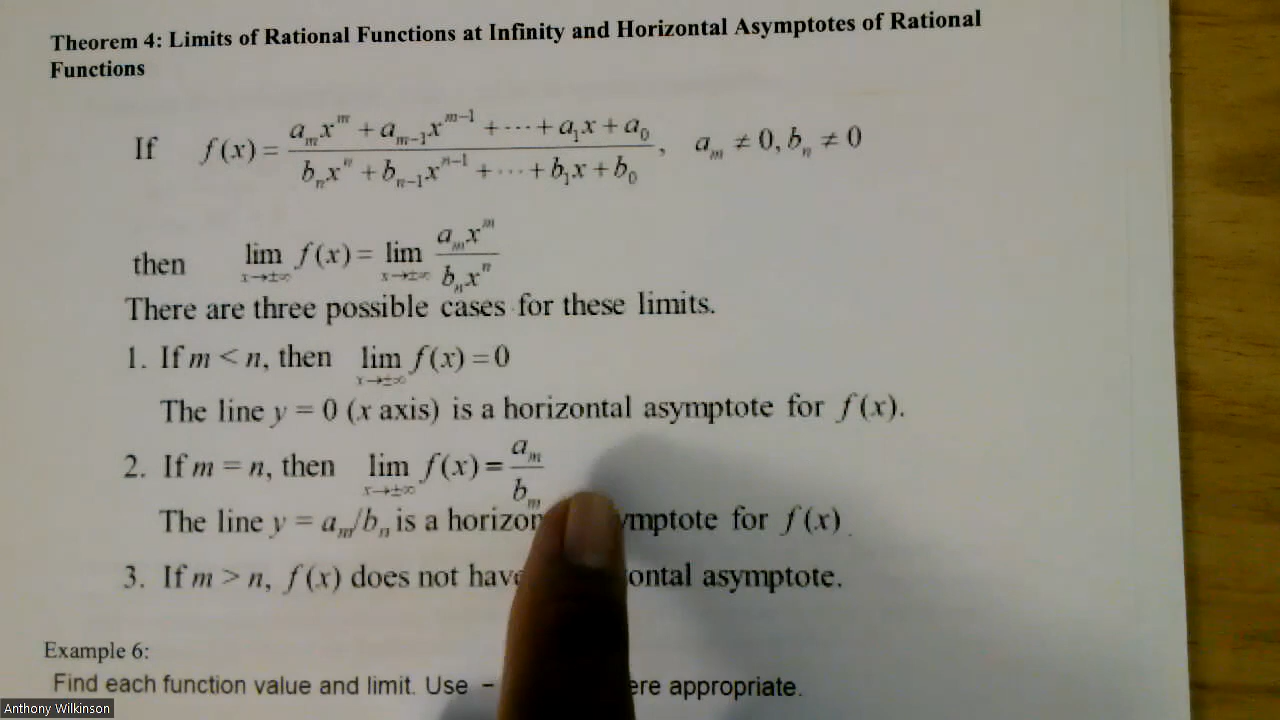 Theorem 4: Limits of Rational Functions at Infinity and Horizontal Asymptotes of Rational
Functions
If f(x) = (a_m x^m + a_{m-1} x^{m-1} + ⋯ + a_1 x + a_0) / (b_n x^n + b_{n-1} x^{n-1} + ⋯ + b_1 x + b_0), a_m ≠ 0, b_n ≠ 0
then lim_{x→±∞} f(x) = lim_{x→±∞} (a_m x^m) / (b_n x^n)
There are three possible cases for these limits.
1. If m < n, then lim_{x→±∞} f(x) = 0
The line y = 0 (x axis) is a horizontal asymptote for f(x).
2. If m = n, then lim_{x→±∞} f(x) = a_m / b_m
The line y = a_m/b_n is a horizon mptote for f(x)
3. If m > n, f(x) does not have ontal asymptote.
Example 6:
Find each function value and limit. Use – ere appropriate.
Anthony Wilkinson